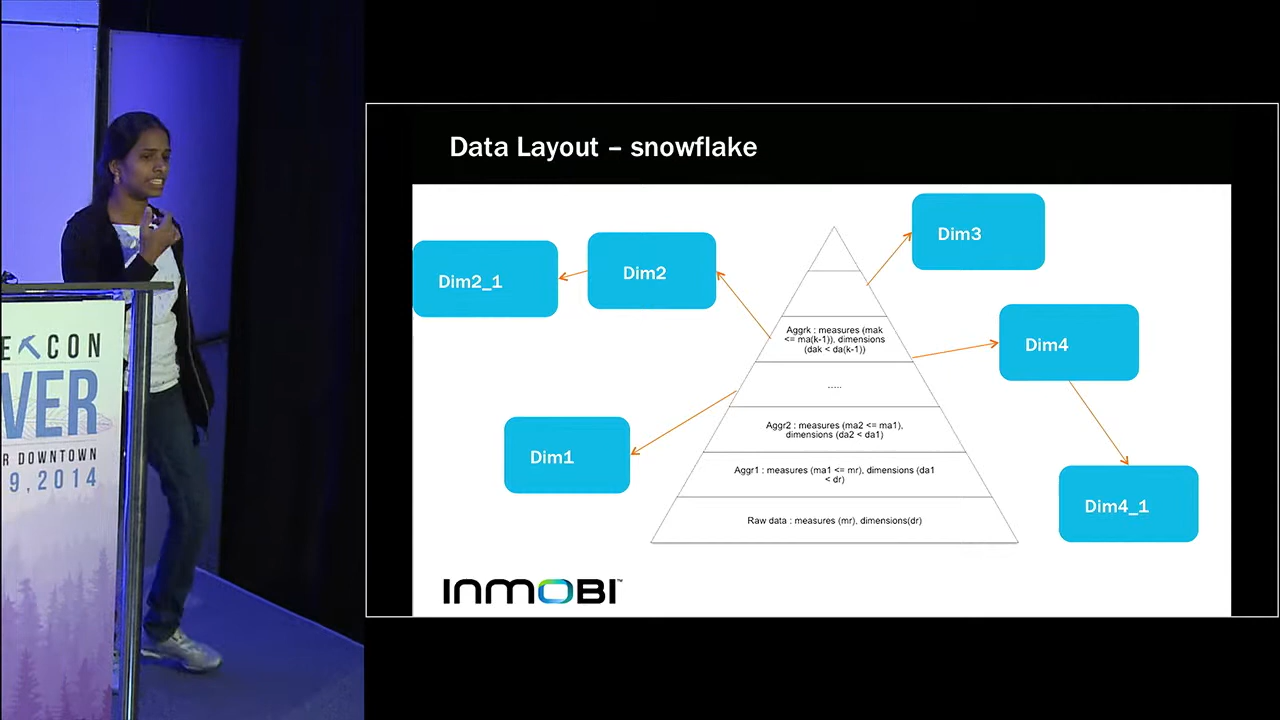 E CON
VER
R DOWNTOWN
9, 2014
Data Layout – snowflake
Dim3
Dim2
Dim2_1
Aggrk : measures (mak
<= ma(k-1)), dimensions
(dak < da(k-1))
Dim4
.....
Aggr2 : measures (ma2 <= ma1),
dimensions (da2 < da1)
Dim1
Aggr1 : measures (ma1 <= mr), dimensions (da1
< dr)
Dim4_1
Raw data : measures (mr), dimensions(dr)
INMOBI™